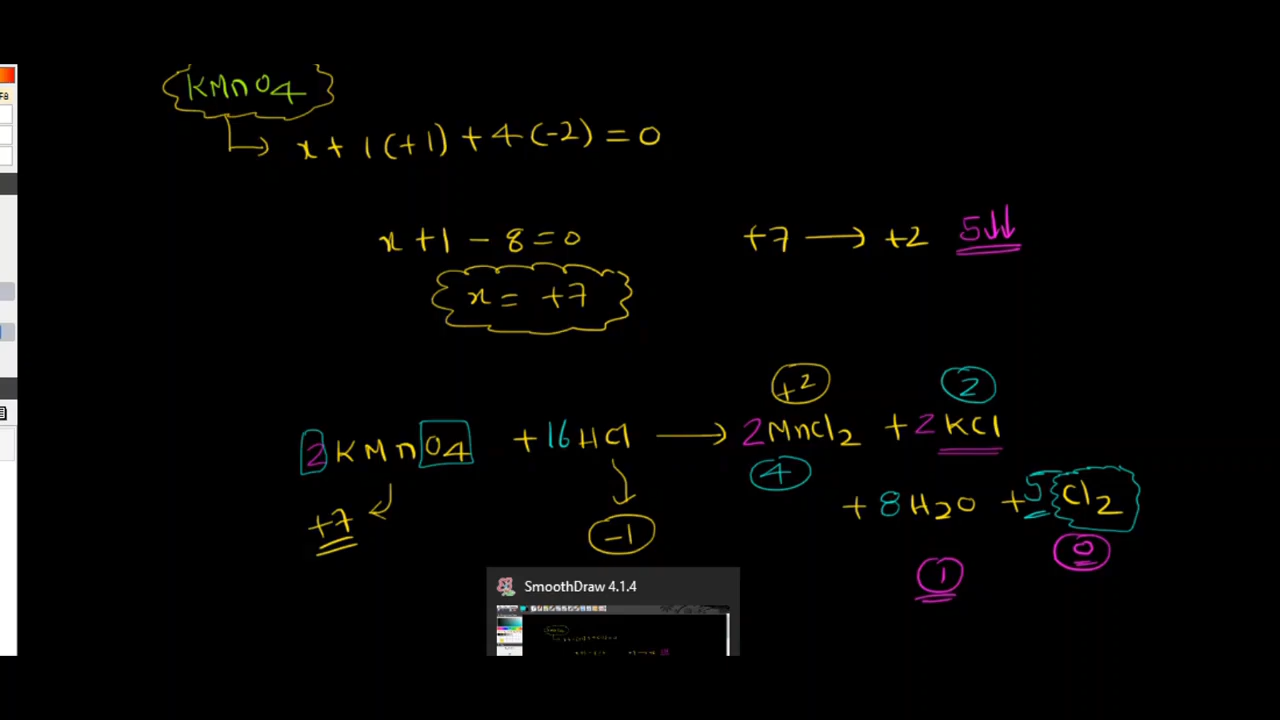 KMnO4
x + 1(+1) + 4(-2) = 0
x + 1 - 8 = 0
+7 → +2 5↓↓
x = +7
+2 2
2KMnO4 + 16HCl → 2MnCl2 + 2KCl
4
+ 8H2O + 5Cl2
+7
-1
0
1
SmoothDraw 4.1.4